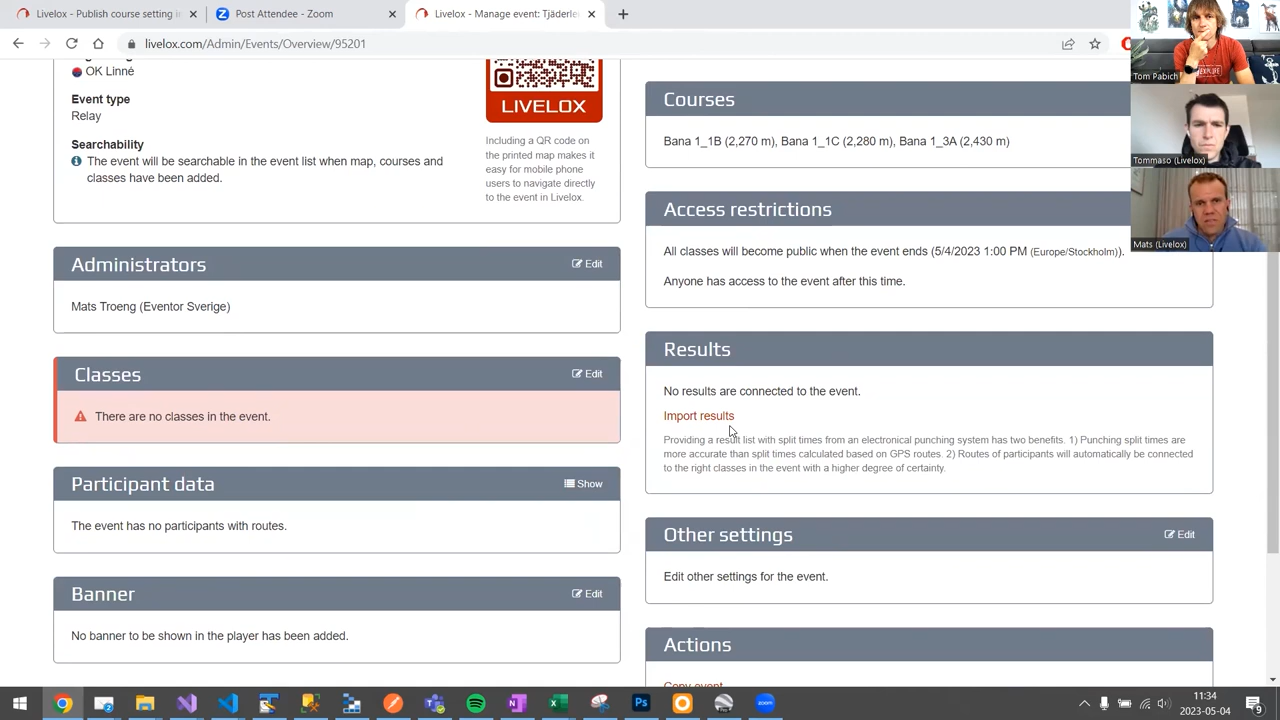 Livelox - Publish course setting in
Post Attendee - Zoom
Livelox - Manage event: Tjäderlei
livelox.com/Admin/Events/Overview/95201
OK Linné
Event type
Relay
Searchability
The event will be searchable in the event list when map, courses and
classes have been added.
LIVELOX
Including a QR code on
the printed map makes it
easy for mobile phone
users to navigate directly
to the event in Livelox.
Administrators
Edit
Mats Troeng (Eventor Sverige)
Classes
Edit
There are no classes in the event.
Participant data
Show
The event has no participants with routes.
Banner
Edit
No banner to be shown in the player has been added.
Courses
Bana 1_1B (2,270 m), Bana 1_1C (2,280 m), Bana 1_3A (2,430 m)
Access restrictions
All classes will become public when the event ends (5/4/2023 1:00 PM (Europe/Stockholm)).
Anyone has access to the event after this time.
Results
No results are connected to the event.
Import results
Providing a result list with split times from an electronical punching system has two benefits. 1) Punching split times are
more accurate than split times calculated based on GPS routes. 2) Routes of participants will automatically be connected
to the right classes in the event with a higher degree of certainty.
Other settings
Edit
Edit other settings for the event.
Actions
Copy event
EXPLORE
Tom Pabich
Tommaso (Livelox)
Mats (Livelox)
11:34
2023-05-04
9